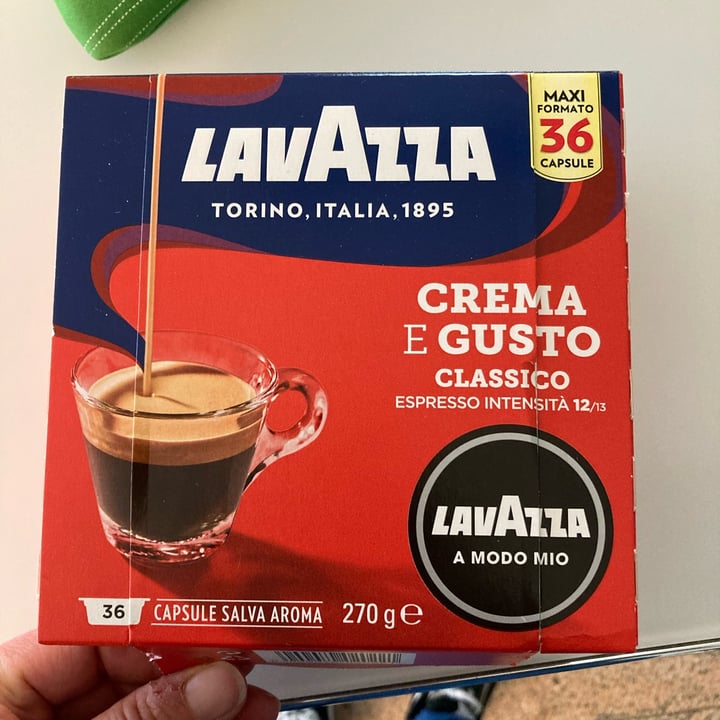 LAVAZZA
TORINO, ITALIA, 1895
MAXI
FORMATO
36
CAPSULE
CREMA
E GUSTO
CLASSICO
ESPRESSO INTENSITÀ 12/13
LAVAZZA
A MODO MIO
36 CAPSULE SALVA AROMA 270 g ℮